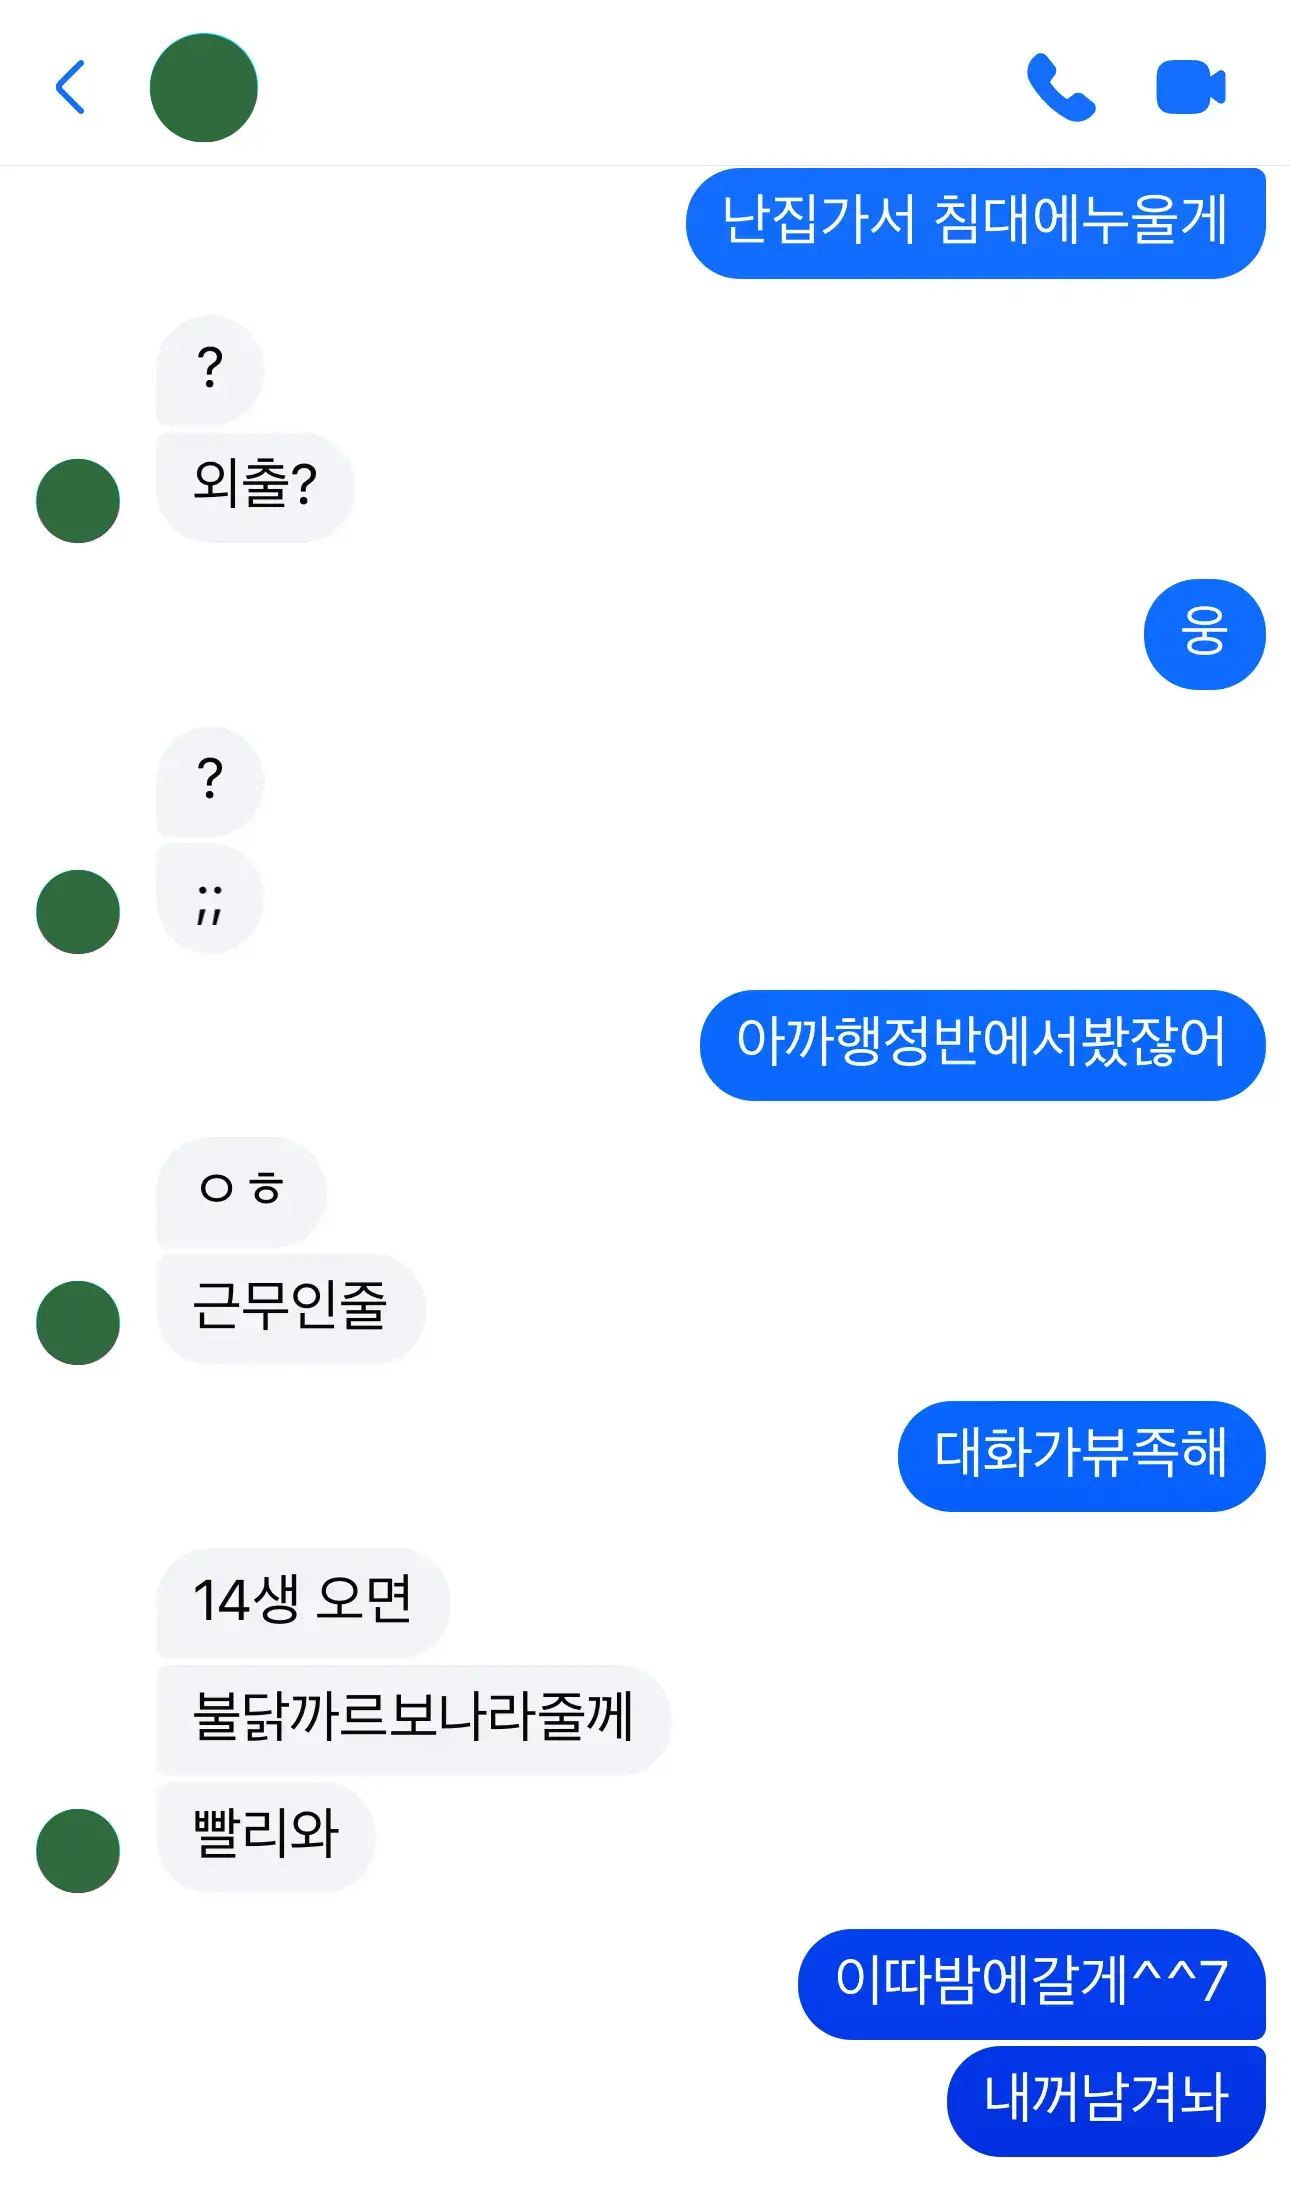 난집가서 침대에누울게
?
외출?
웅
?
;;
아까행정반에서봤잖어
ㅇㅎ
근무인줄
대화가뷰족해
14생 오면
불닭까르보나라줄께
빨리와
이따밤에갈게^^7
내꺼남겨놔